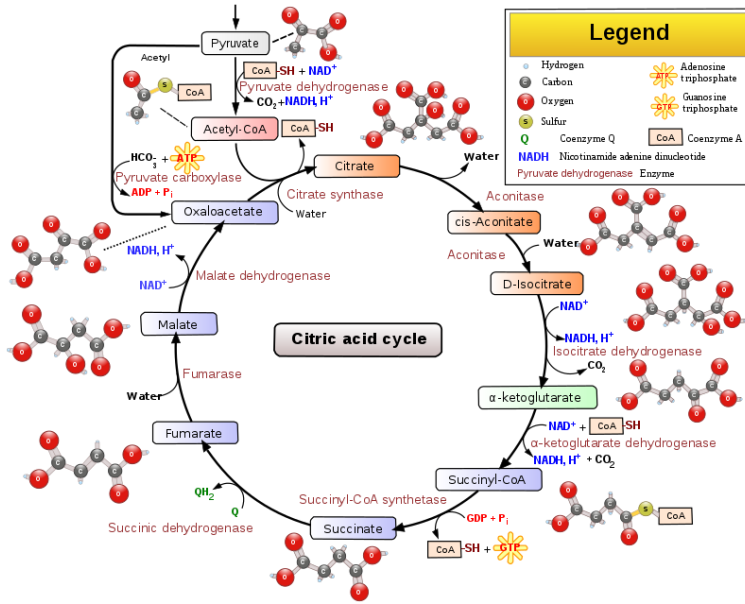 Legend
Hydrogen
Carbon
Oxygen
S Sulfur
Q Coenzyme Q
NADH Nicotinamide adenine dinucleotide
Pyruvate dehydrogenase Enzyme
ATP Adenosine
triphosphate
GTP Guanosine
triphosphate
CoA Coenzyme A
Pyruvate
Acetyl
CoA-SH + NAD+
Pyruvate dehydrogenase
CO2+NADH, H+
S CoA
Acetyl-CoA
CoA-SH
HCO3- + ATP
Pyruvate carboxylase
ADP + Pi
Citrate
Water
Citrate synthase
Water
Oxaloacetate
Aconitase
cis-Aconitate
Aconitase
Water
D-Isocitrate
NADH, H+
Malate dehydrogenase
NAD+
NAD+
NADH, H+
Isocitrate dehydrogenase
CO2
Malate
Citric acid cycle
Fumarase
Water
α-ketoglutarate
NAD+ + CoA-SH
α-ketoglutarate dehydrogenase
NADH, H+ + CO2
Fumarate
Succinyl-CoA
QH2
Q
Succinic dehydrogenase
Succinyl-CoA synthetase
GDP + Pi
Succinate
CoA-SH + GTP
S CoA